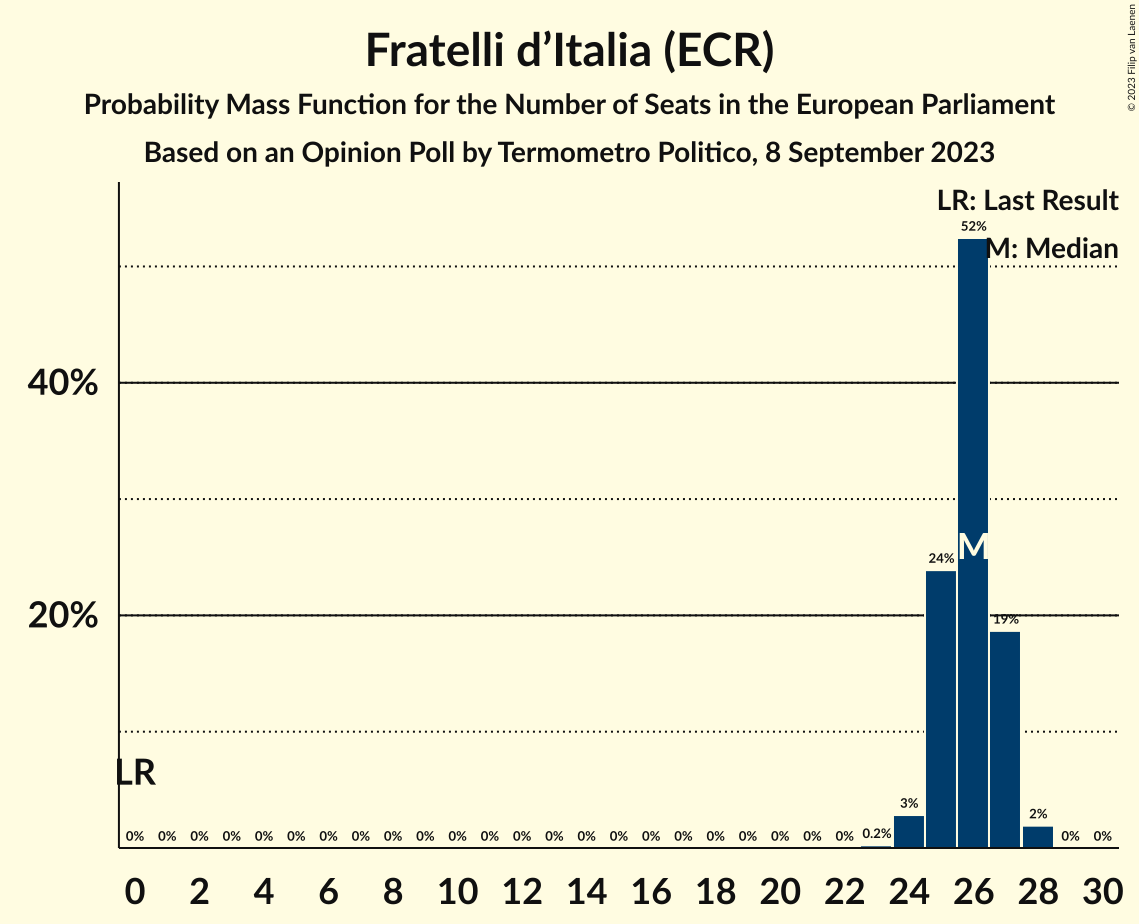 Fratelli d’Italia (ECR)
Probability Mass Function for the Number of Seats in the European Parliament
Based on an Opinion Poll by Termometro Politico, 8 September 2023
© 2023 Filip van Laenen
LR: Last Result
M: Median
52%
40%
M
24%
20%
19%
LR
3%
2%
0% 0% 0% 0% 0% 0% 0% 0% 0% 0% 0% 0% 0% 0% 0% 0% 0% 0% 0% 0% 0% 0% 0% 0.2% 0% 0%
0 2 4 6 8 10 12 14 16 18 20 22 24 26 28 30